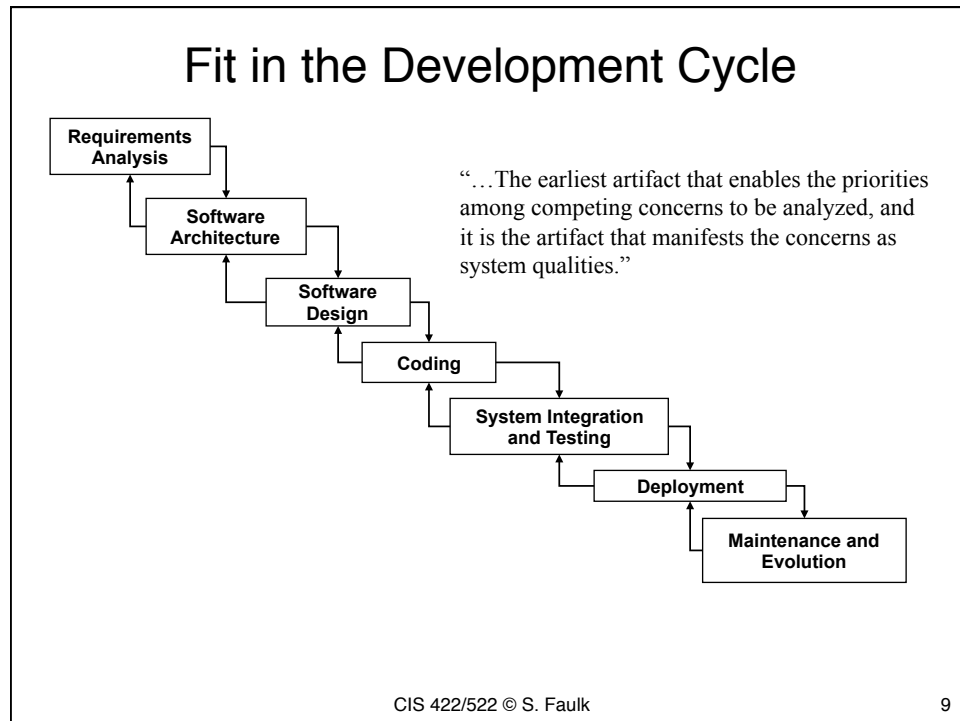 Fit in the Development Cycle
Requirements
Analysis
“…The earliest artifact that enables the priorities
among competing concerns to be analyzed, and
it is the artifact that manifests the concerns as
system qualities.”
Software
Architecture
Software
Design
Coding
System Integration
and Testing
Deployment
Maintenance and
Evolution
CIS 422/522 © S. Faulk
9